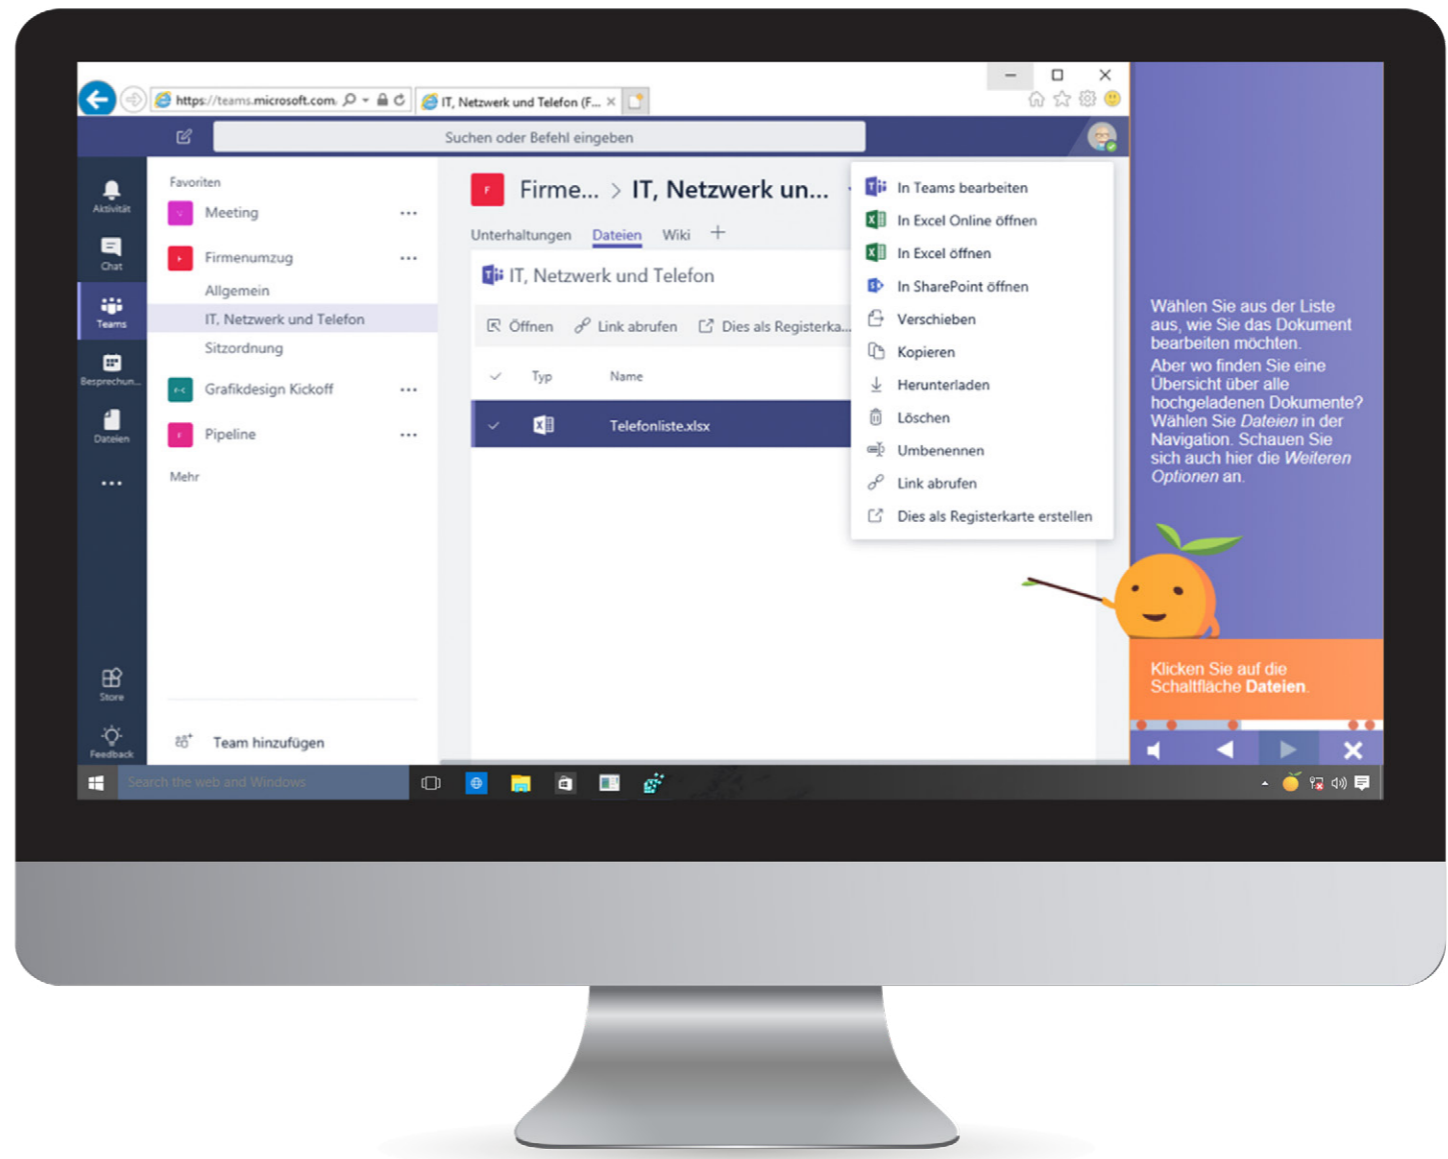 https://teams.microsoft.com
IT, Netzwerk und Telefon (F...
Suchen oder Befehl eingeben
Aktivität
Chat
Teams
Besprechun...
Dateien
Store
Feedback
Favoriten
Meeting
Firmenumzug
Allgemein
IT, Netzwerk und Telefon
Sitzordnung
Grafikdesign Kickoff
Pipeline
Mehr
Team hinzufügen
F
Firme... > IT, Netzwerk un...
Unterhaltungen Dateien Wiki +
IT, Netzwerk und Telefon
Öffnen Link abrufen Dies als Registerka...
Typ Name
Telefonliste.xlsx
In Teams bearbeiten
In Excel Online öffnen
In Excel öffnen
In SharePoint öffnen
Verschieben
Kopieren
Herunterladen
Löschen
Umbenennen
Link abrufen
Dies als Registerkarte erstellen
Wählen Sie aus der Liste
aus, wie Sie das Dokument
bearbeiten möchten.
Aber wo finden Sie eine
Übersicht über alle
hochgeladenen Dokumente?
Wählen Sie Dateien in der
Navigation. Schauen Sie
sich auch hier die Weiteren
Optionen an.
Klicken Sie auf die
Schaltfläche Dateien.
Search the web and Windows